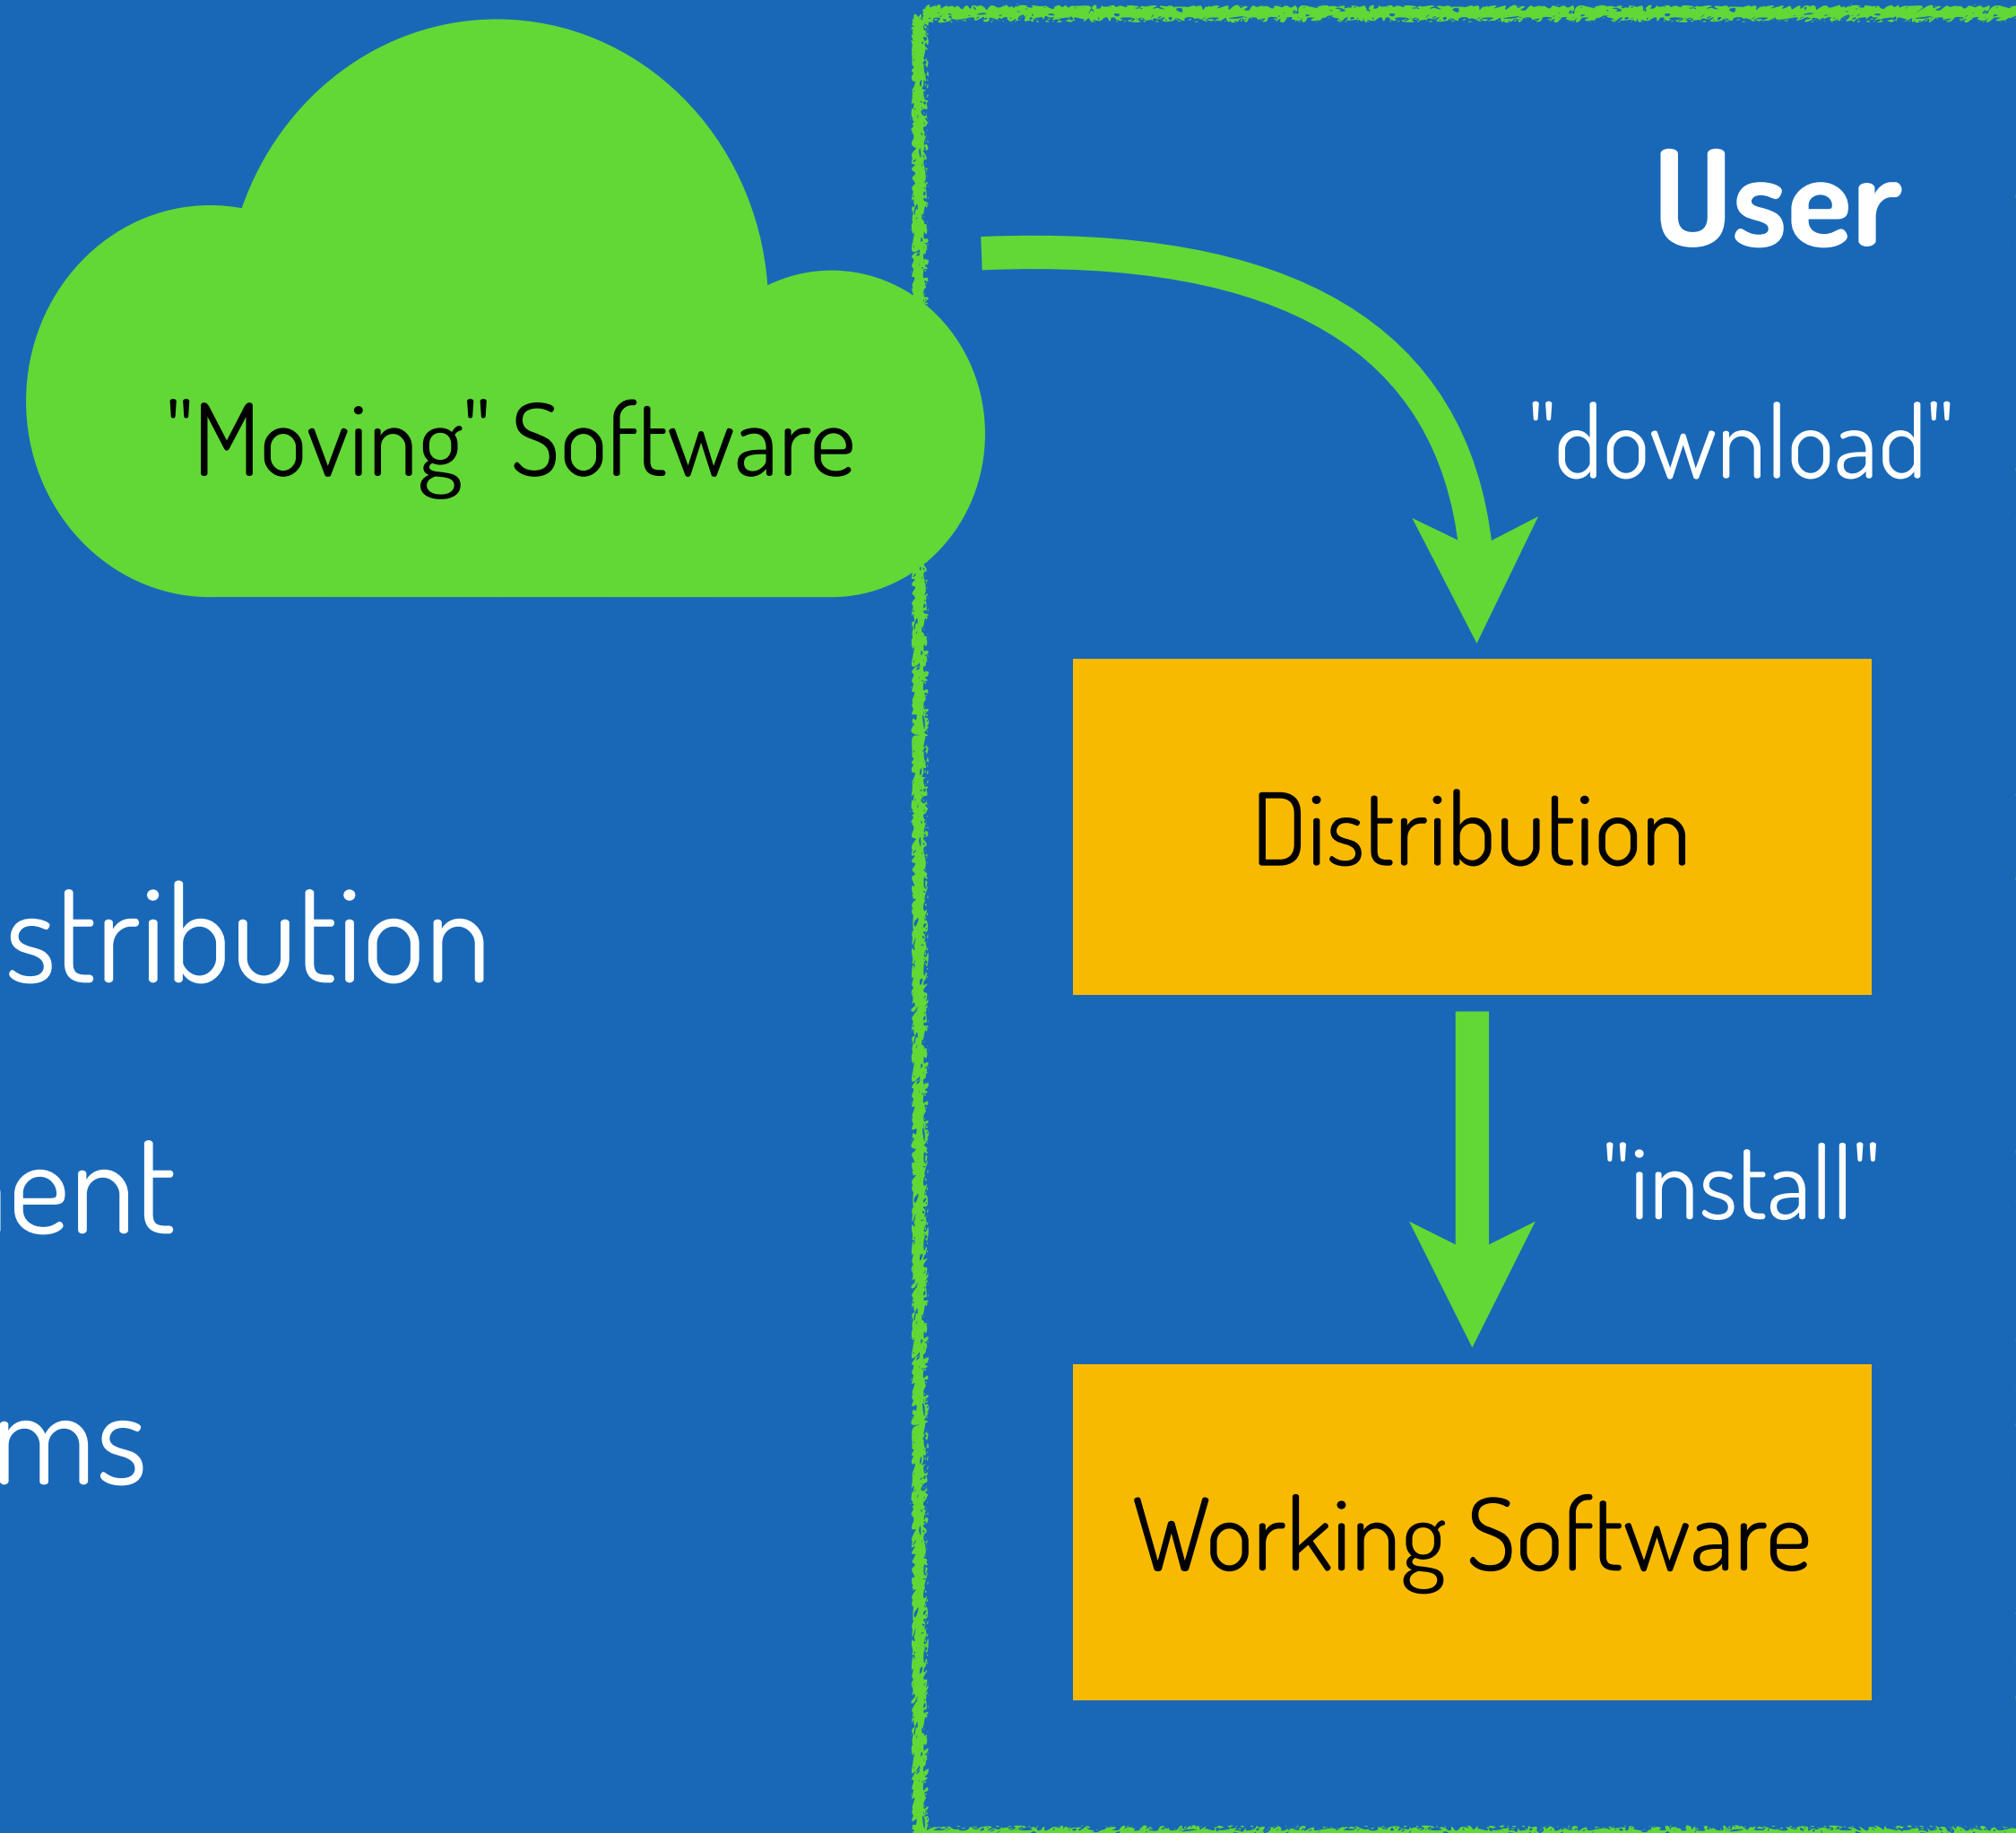 User
"Moving" Software
"download"
Distribution
stribution
"install"
ent
ms
Working Software